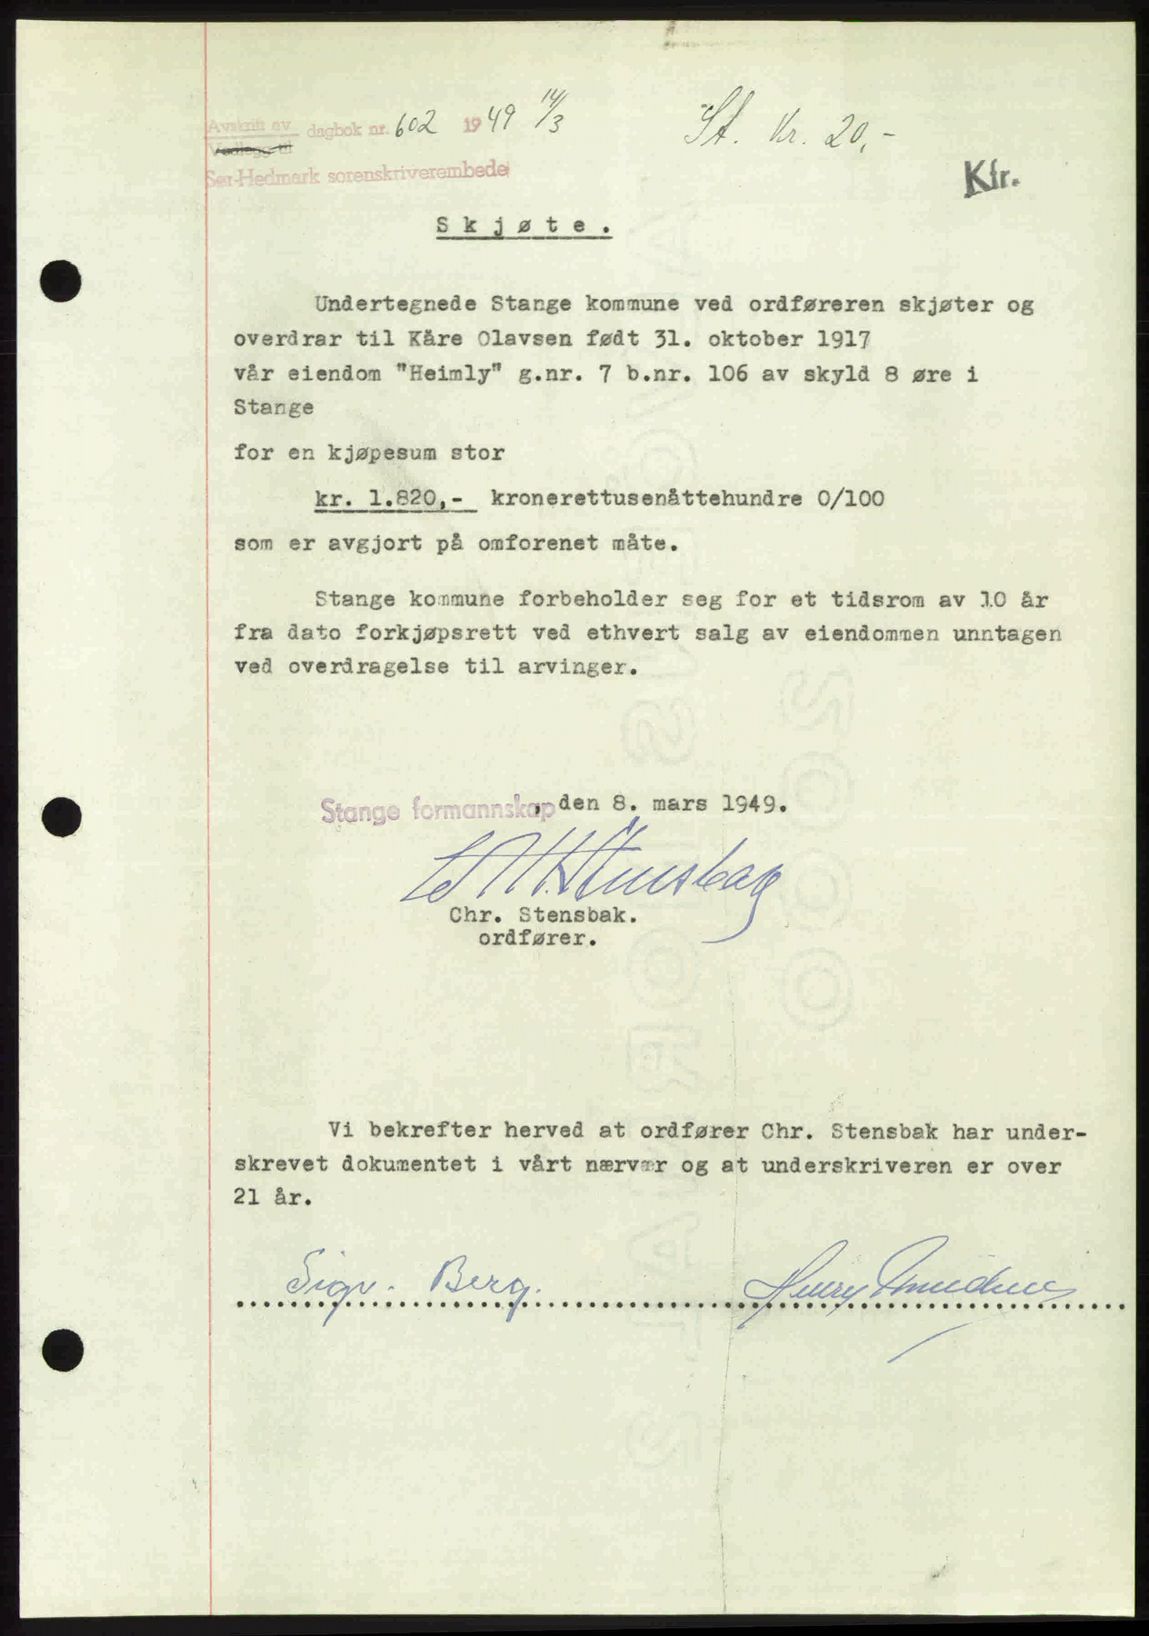 Avskrift av dagbok nr. 602 1949 14/3
Vedlegg til
Sør-Hedmark sorenskriverembede
St. kr. 20,-
Kfr.
Skjøte.
Undertegnede Stange kommune ved ordføreren skjøter og
overdrar til Kåre Olavsen født 31. oktober 1917
vår eiendom "Heimly" g.nr. 7 b.nr. 106 av skyld 8 øre i
Stange
for en kjøpesum stor
kr. 1.820,- kronerettusenåttehundre 0/100
som er avgjort på omforenet måte.
Stange kommune forbeholder seg for et tidsrom av 10 år
fra dato forkjøpsrett ved ethvert salg av eiendommen unntagen
ved overdragelse til arvinger.
Stange formannskap, den 8. mars 1949.
Chr. Stensbak.
ordfører.
Vi bekrefter herved at ordfører Chr. Stensbak har under-
skrevet dokumentet i vårt nærvær og at underskriveren er over
21 år.
Sigv. Berg. Henry